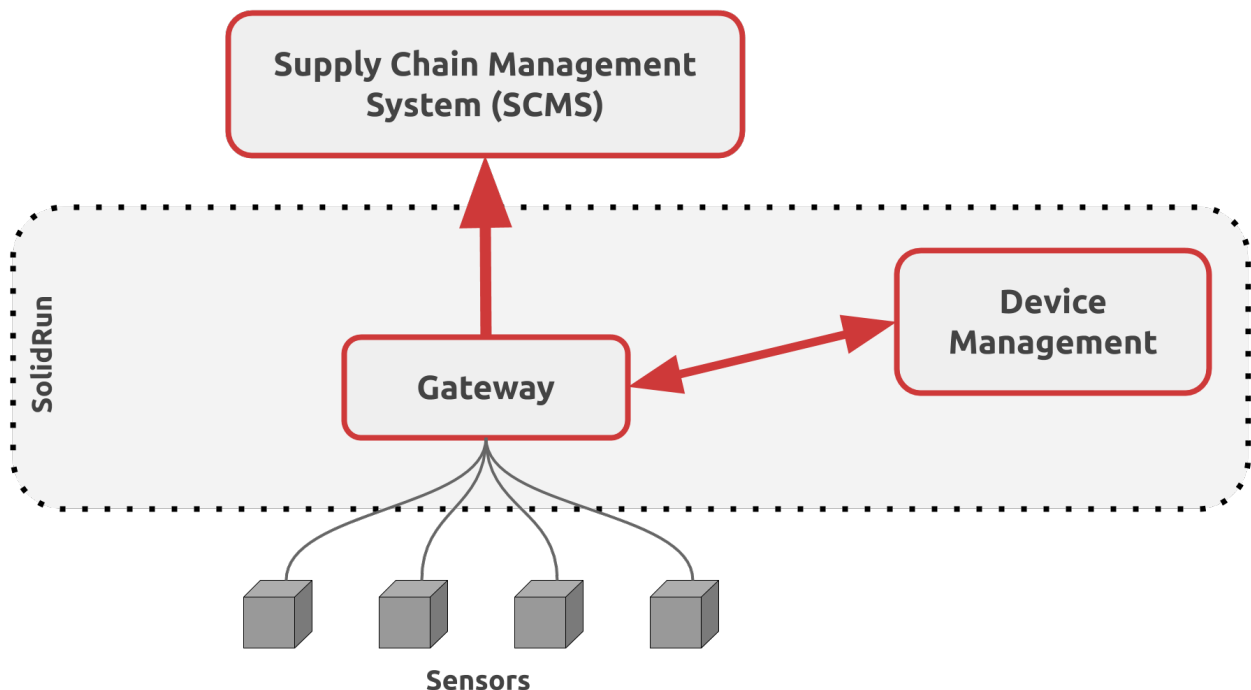 Supply Chain Management
System (SCMS)
SolidRun
Device
Management
Gateway
Sensors